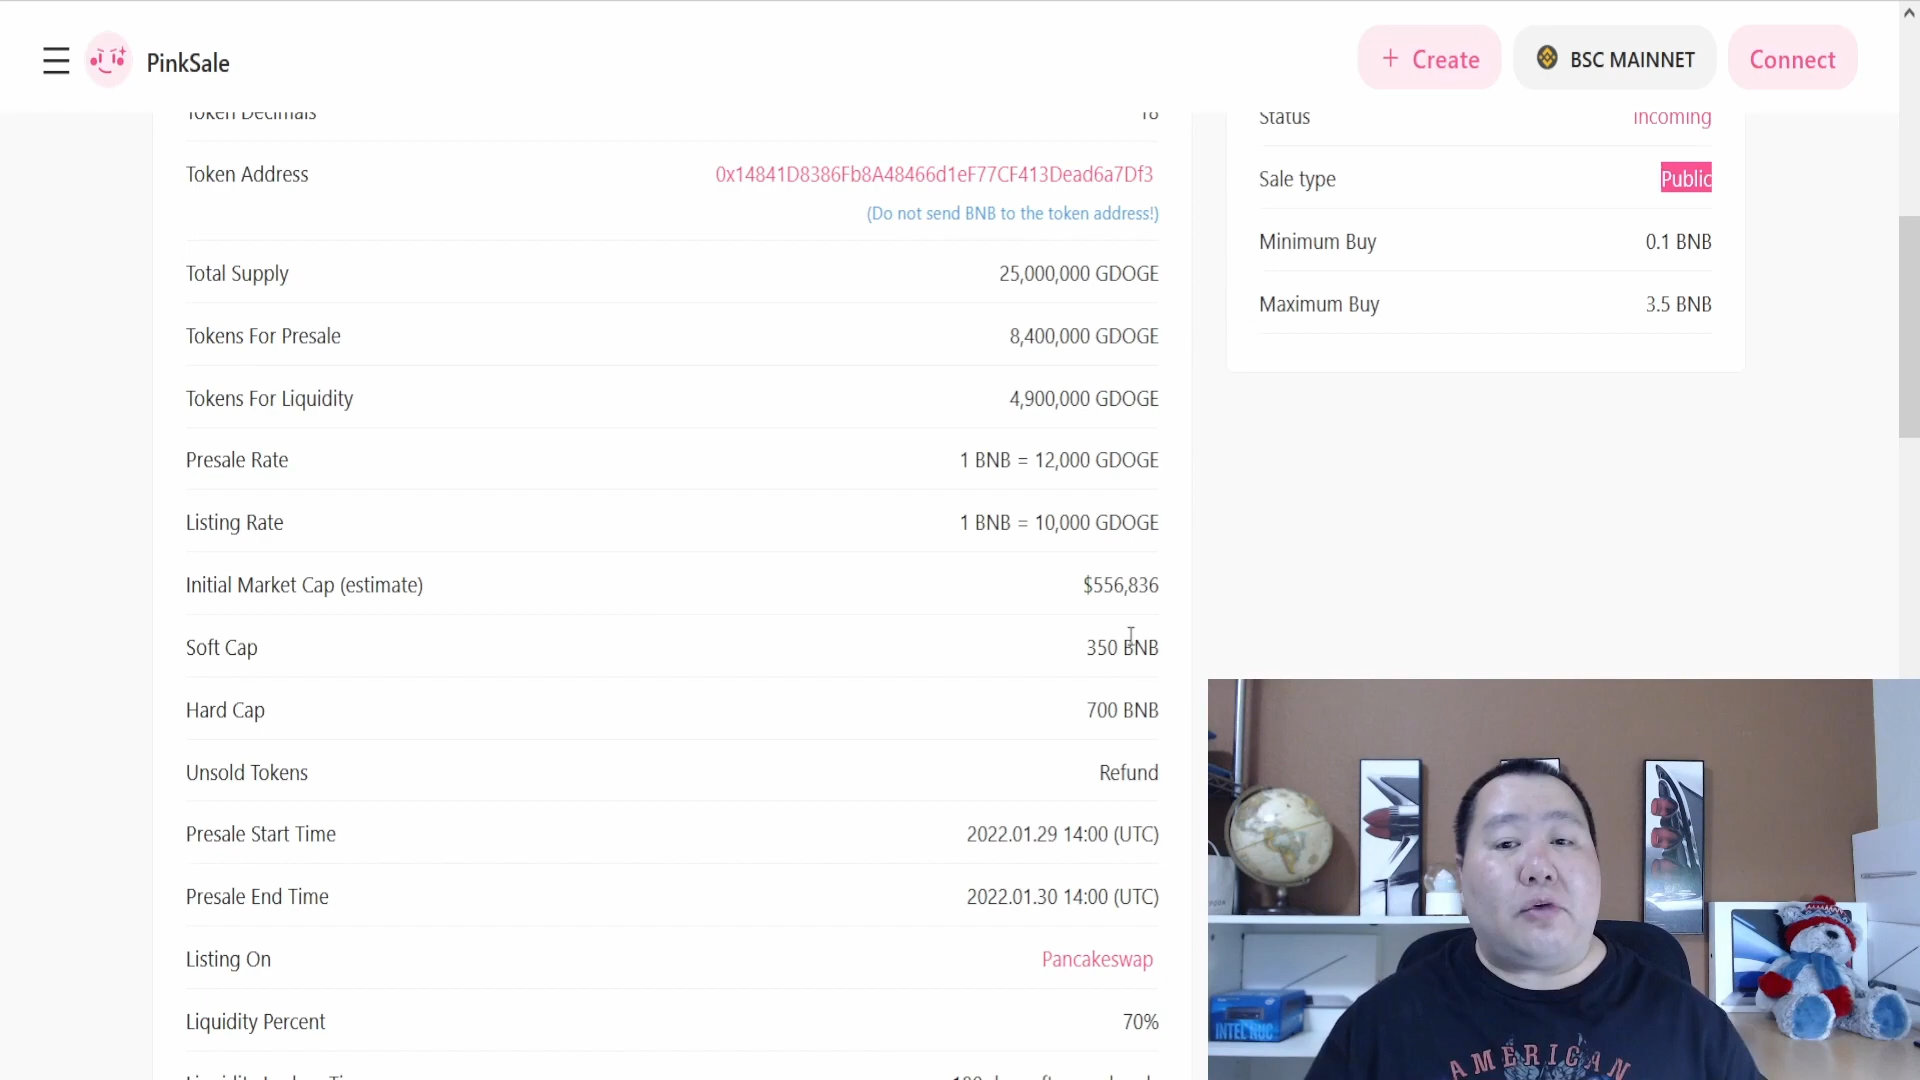 PinkSale
+ Create
BSC MAINNET
Connect
Token Decimals 18
Token Address 0x14841D8386Fb8A48466d1eF77CF413Dead6a7Df3
(Do not send BNB to the token address!)
Total Supply 25,000,000 GDOGE
Tokens For Presale 8,400,000 GDOGE
Tokens For Liquidity 4,900,000 GDOGE
Presale Rate 1 BNB = 12,000 GDOGE
Listing Rate 1 BNB = 10,000 GDOGE
Initial Market Cap (estimate) $556,836
Soft Cap 350 BNB
Hard Cap 700 BNB
Unsold Tokens Refund
Presale Start Time 2022.01.29 14:00 (UTC)
Presale End Time 2022.01.30 14:00 (UTC)
Listing On Pancakeswap
Liquidity Percent 70%
Status Incoming
Sale type Public
Minimum Buy 0.1 BNB
Maximum Buy 3.5 BNB
INTEL NUC
AMERICAN